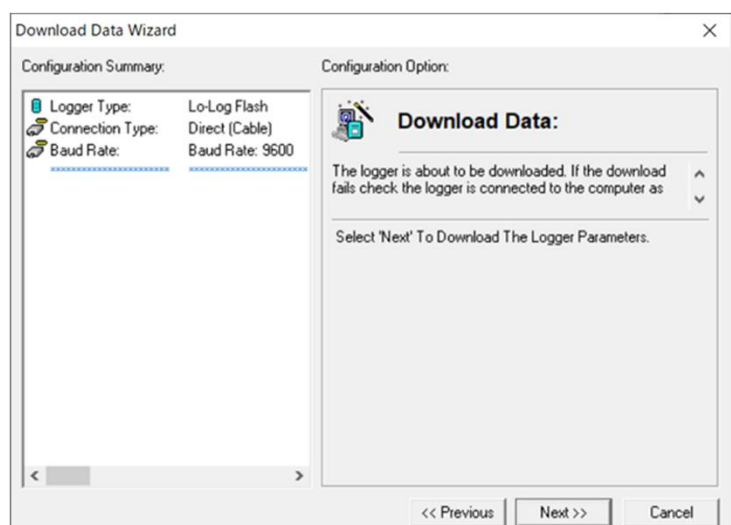 Download Data Wizard
Configuration Summary:
Configuration Option:
Logger Type: Lo-Log Flash
Connection Type: Direct (Cable)
Baud Rate: Baud Rate: 9600
Download Data:
The logger is about to be downloaded. If the download
fails check the logger is connected to the computer as
Select 'Next' To Download The Logger Parameters.
<< Previous
Next >>
Cancel